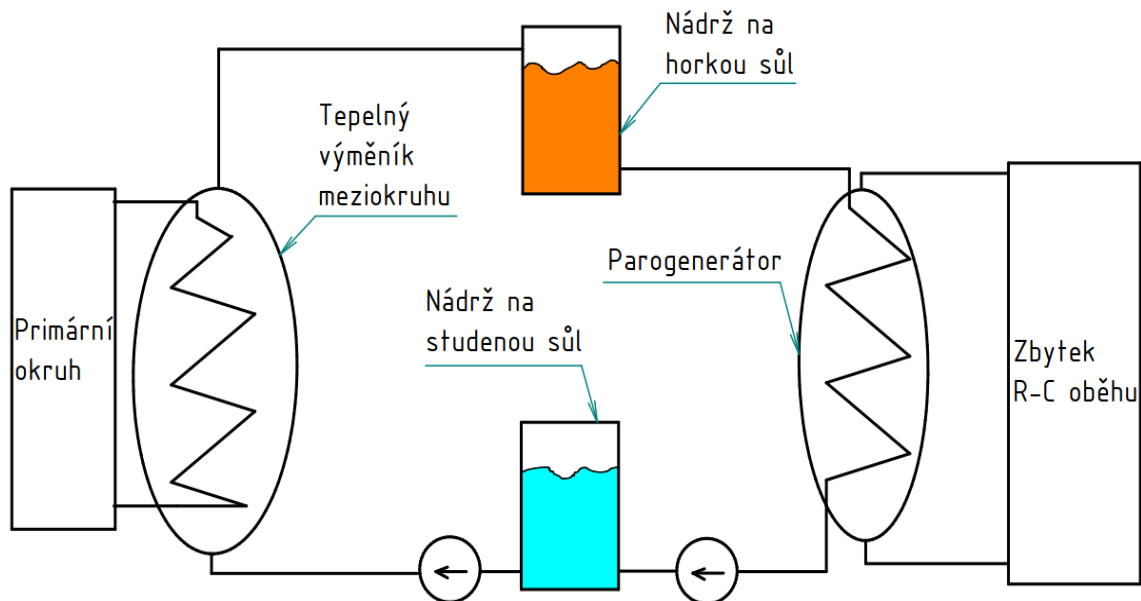 Nádrž na
horkou sůl
Tepelný
výměník
meziokruhu
Parogenerátor
Nádrž na
studenou sůl
Primární
okruh
Zbytek
R-C oběhu